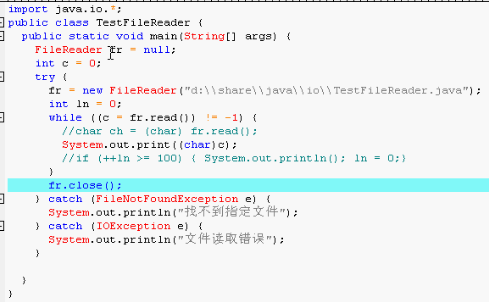 import java.io.*;
public class TestFileReader {
public static void main(String[] args) {
FileReader fr = null;
int c = 0;
try {
fr = new FileReader("d:\\share\\java\\io\\TestFileReader.java");
int ln = 0;
while ((c = fr.read()) != -1) {
//char ch = (char) fr.read();
System.out.print((char)c);
//if (++ln >= 100) { System.out.println(); ln = 0;}
}
fr.close();
} catch (FileNotFoundException e) {
System.out.println("找不到指定文件");
} catch (IOException e) {
System.out.println("文件读取错误");
}
}
}